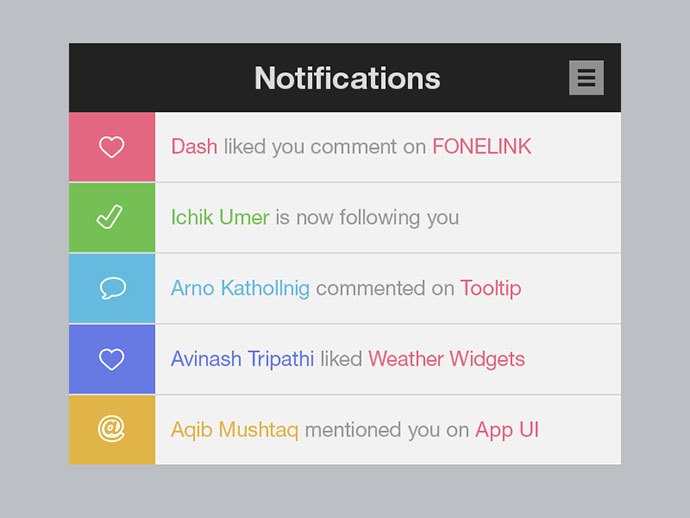 Notifications
Dash liked you comment on FONELINK
Ichik Umer is now following you
Arno Kathollnig commented on Tooltip
Avinash Tripathi liked Weather Widgets
@ Aqib Mushtaq mentioned you on App UI